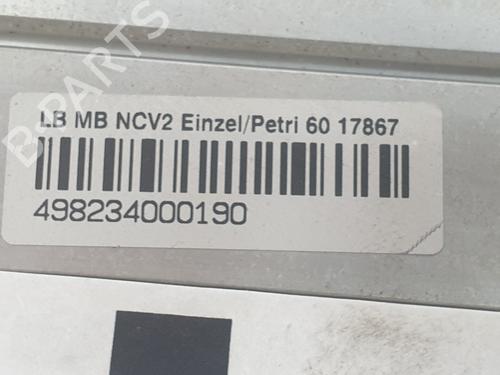 LB MB NCV2 Einzel/Petri 60 17867
498234000190
B-PARTS